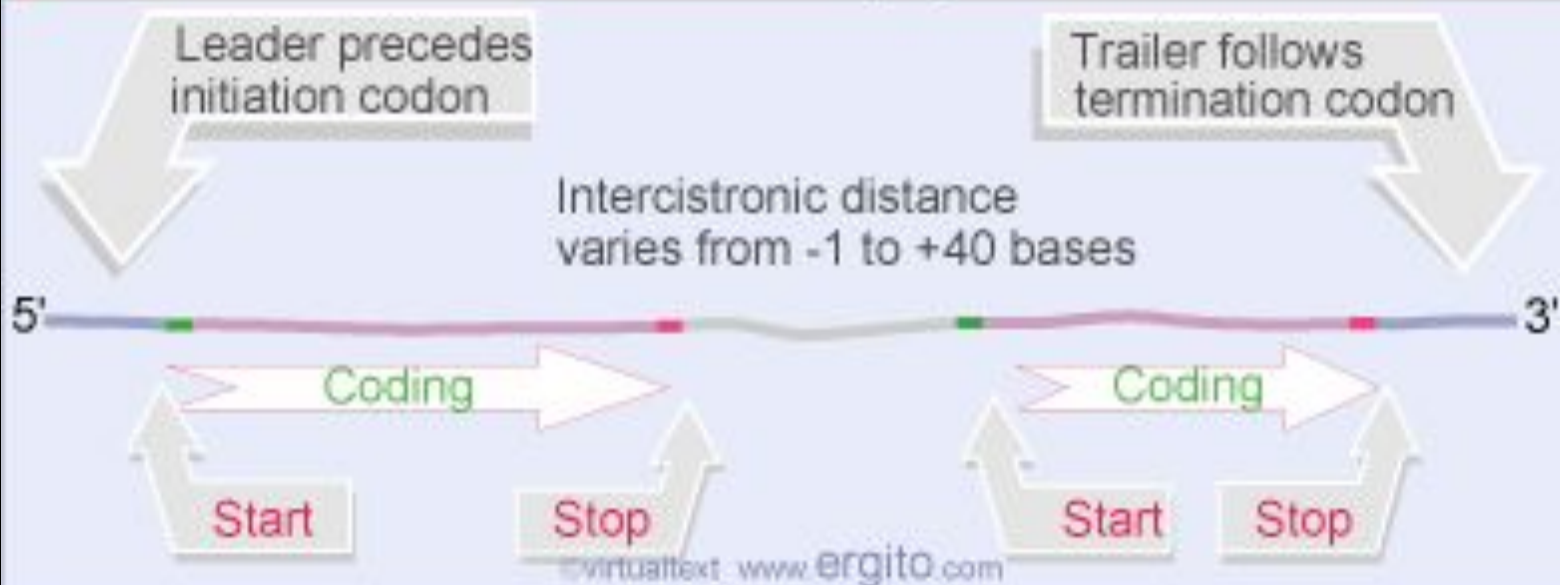 Leader precedes
initiation codon
Trailer follows
termination codon
Intercistronic distance
varies from -1 to +40 bases
5' 3'
Coding Coding
Start Stop Start Stop
©virtualtext www.ergito.com